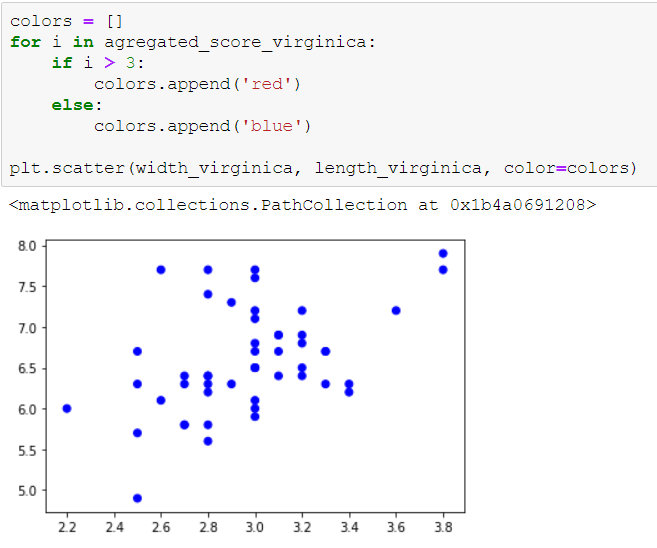 colors = []
for i in agregated_score_virginica:
    if i > 3:
        colors.append('red')
    else:
        colors.append('blue')

plt.scatter(width_virginica, length_virginica, color=colors)
<matplotlib.collections.PathCollection at 0x1b4a0691208>
8.0
7.5
7.0
6.5
6.0
5.5
5.0
2.2 2.4 2.6 2.8 3.0 3.2 3.4 3.6 3.8